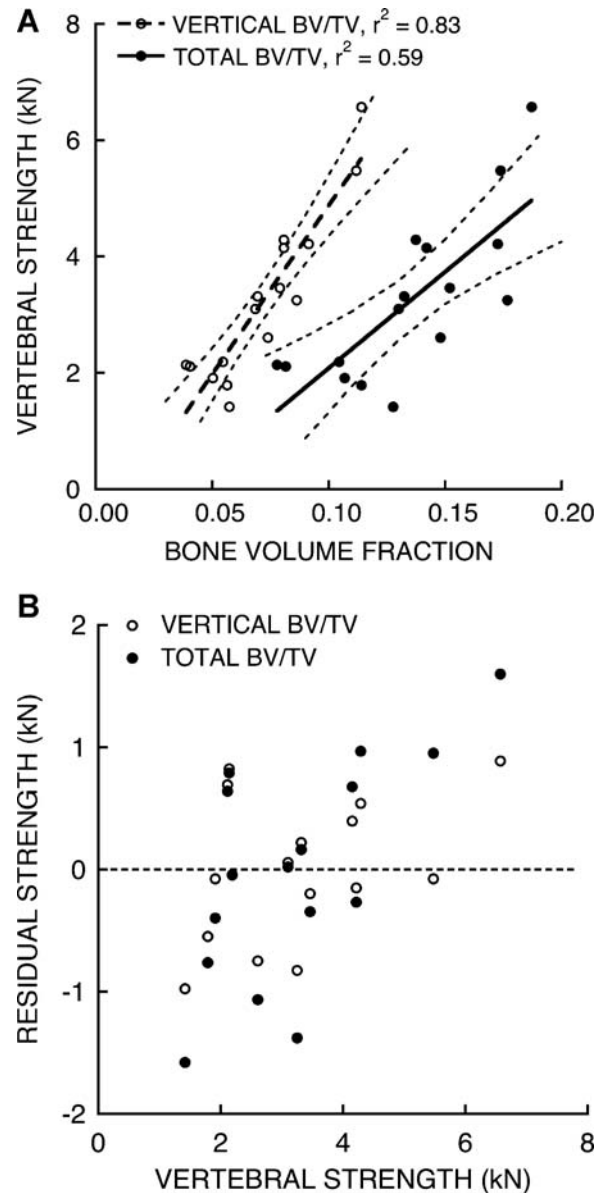 A
VERTICAL BV/TV, r² = 0.83
TOTAL BV/TV, r² = 0.59
VERTEBRAL STRENGTH (kN)
8
6
4
2
0
0.00 0.05 0.10 0.15 0.20
BONE VOLUME FRACTION
B
VERTICAL BV/TV
TOTAL BV/TV
RESIDUAL STRENGTH (kN)
2
1
0
-1
-2
0 2 4 6 8
VERTEBRAL STRENGTH (kN)